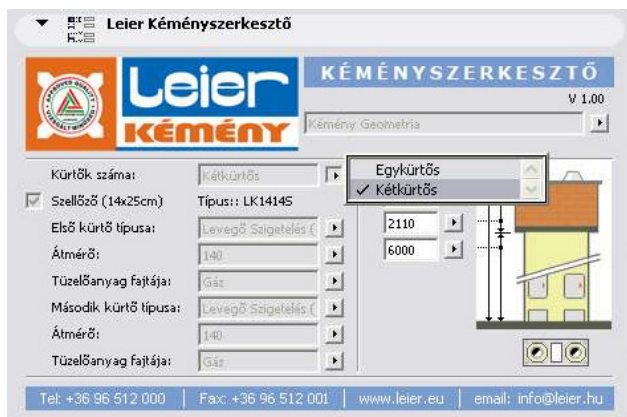 Leier Kéményszerkesztő
Leier
KÉMÉNY
KÉMÉNYSZERKESZTŐ
V 1.00
Kémény Geometria
Kürtők száma:
Kétkürtős
Egykürtős
✓ Kétkürtős
Szellőző (14x25cm)
Típus:: LK1414S
Első kürtő típusa:
Levegő Szigetelés (
2110
Átmérő:
140
6000
Tüzelőanyag fajtája:
Gáz
Második kürtő típusa:
Levegő Szigetelés (
Átmérő:
140
Tüzelőanyag fajtája:
Gáz
Tel: +36 96 512 000 | Fax: +36 96 512 001 | www.leier.eu | email: info@leier.hu